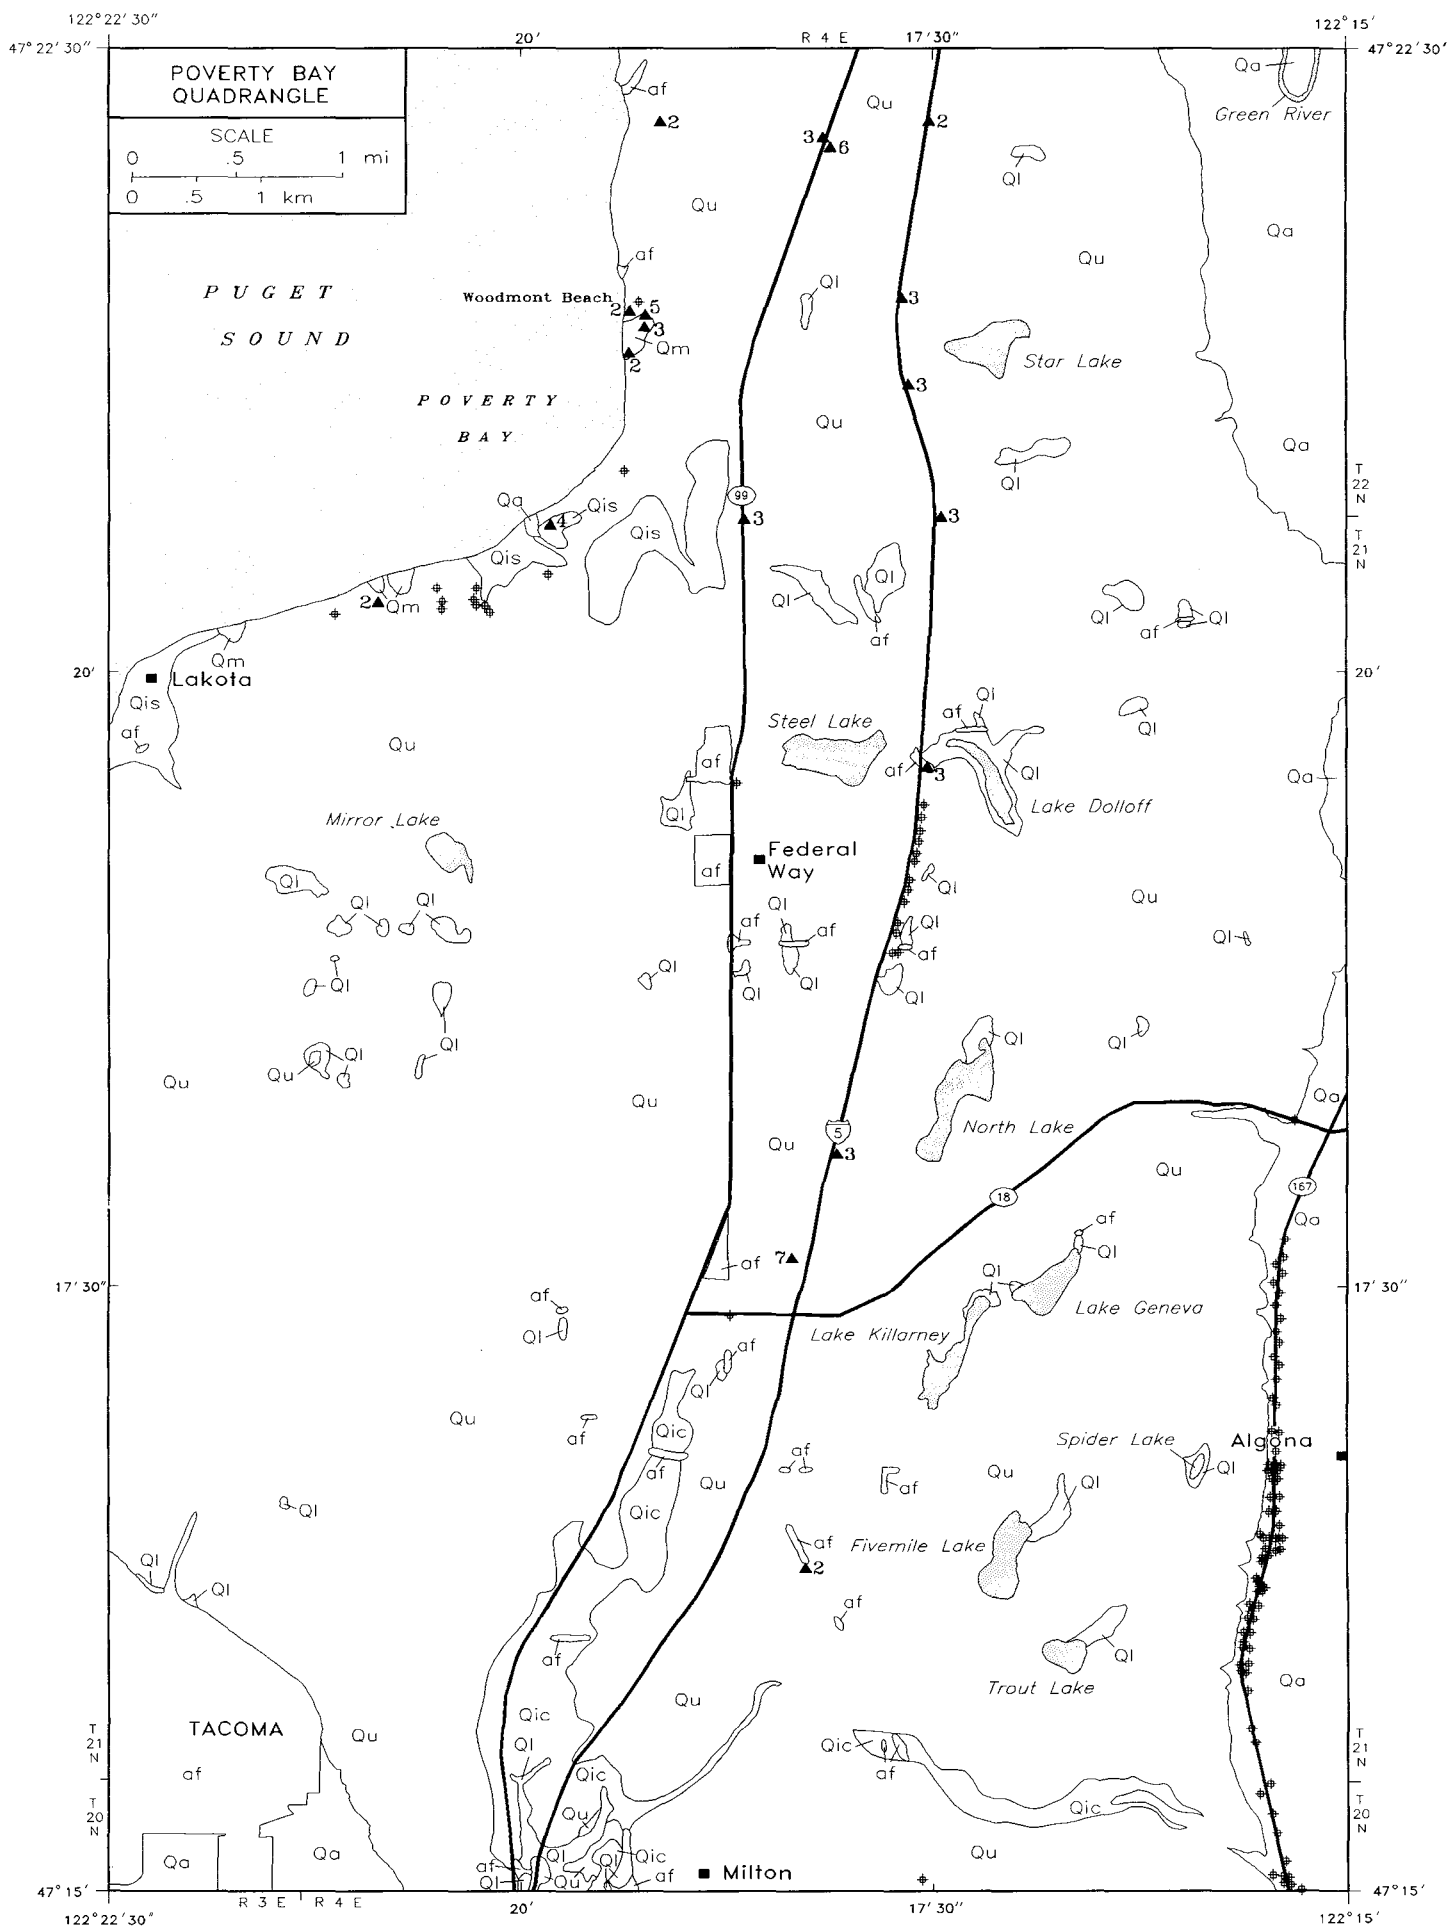 122°22'30"
122°15'
47°22'30"
20'
R 4 E
17'30"
47°22'30'
POVERTY BAY
QUADRANGLE
SCALE
0 .5 1 mi
0 .5 1 km
af
Qu
Qa
Green River
2
3
6
2
Ql
Qu
Qa
af
Qu
PUGET
SOUND
Woodmont Beach
2
5
3
Qm
2
Ql
3
Star Lake
POVERTY
BAY
3
Qu
Qa
Ql
T
22
N
99
Qa
4
Qis
Qis
3
3
T
21
N
Qis
2
Qm
Ql
Ql
af
Ql
af
Ql
Qm
Lakota
20'
20'
Qis
af
Qu
Steel Lake
af
Qi
Ql
af
af
3
Ql
Qa
Ql
Lake Dolloff
Mirror Lake
af
Federal
Way
Ql
Ql
Ql
Ql
Ql
Qu
af
Ql
af
Ql
af
Ql
Ql
Ql
Ql
Ql
Ql
Ql
Qu
Ql
Ql
Ql
Qu
Qu
Qa
5
North Lake
Qu
3
Qu
18
167
Qa
7
af
af
Ql
17'30"
17'30"
af
Ql
Ql
Lake Geneva
Lake Killarney
af
Ql
Qu
af
Qic
af
af
Spider Lake
Algona
Ql
Qu
Qu
af
Ql
Ql
Qic
Ql
Ql
af
2
Fivemile Lake
af
Ql
af
Trout Lake
Qa
Qu
Qic
TACOMA
Qu
T
21
N
T
21
N
af
Ql
Qic
af
Qic
Qic
T
20
N
T
20
N
Qu
Qa
Qa
Ql
Ql
Qic
Qu
af
Ql
Qu
af
Milton
47°15'
47°15'
R 3 E R 4 E
122°22'30"
20'
17'30"
122°15'